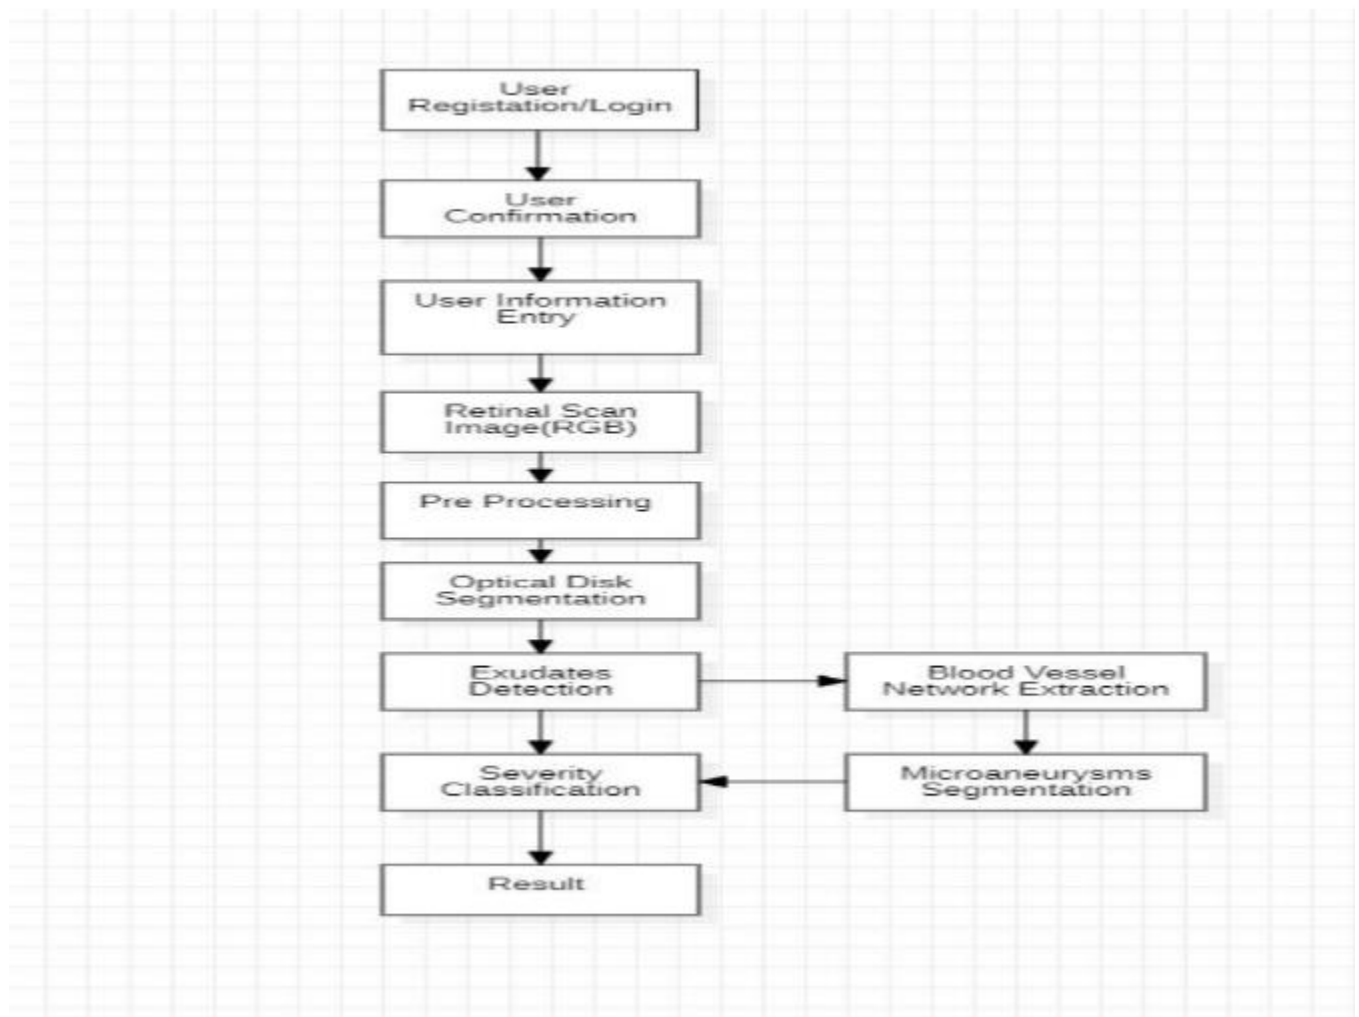 User
Registation/Login
User
Confirmation
User Information
Entry
Retinal Scan
Image(RGB)
Pre Processing
Optical Disk
Segmentation
Exudates
Detection
Blood Vessel
Network Extraction
Severity
Classification
Microaneurysms
Segmentation
Result